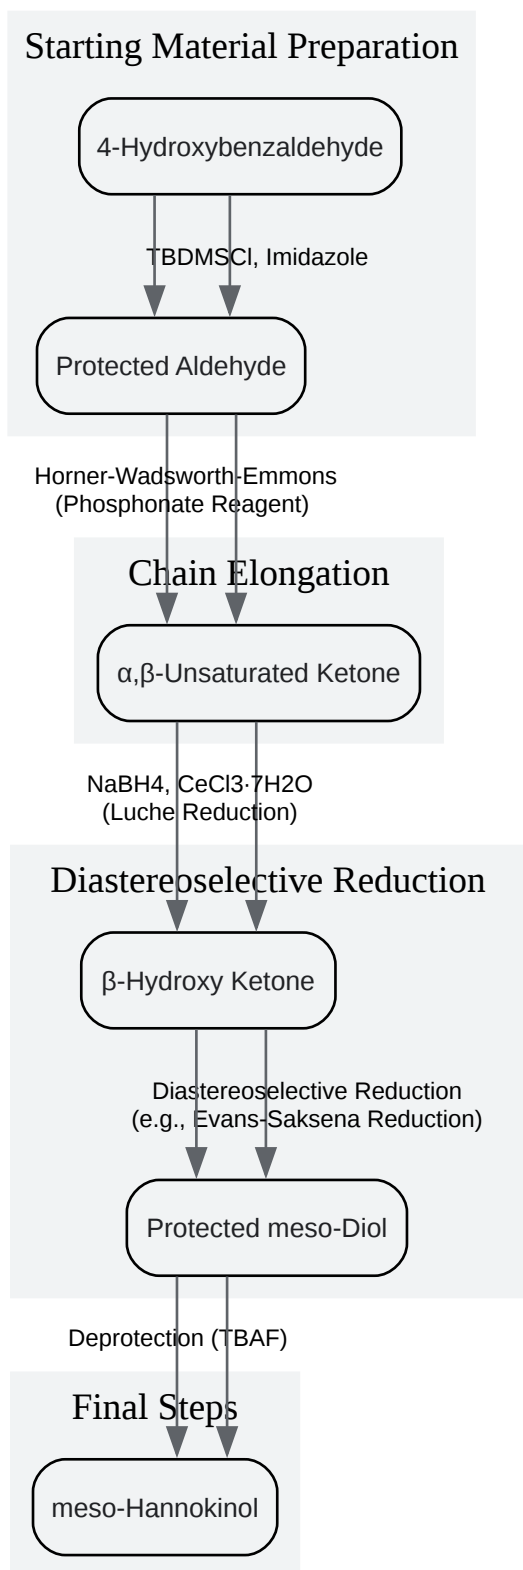 Starting Material Preparation
4-Hydroxybenzaldehyde
TBDMSCl, Imidazole
Protected Aldehyde
Horner-Wadsworth-Emmons
(Phosphonate Reagent)
Chain Elongation
α,β-Unsaturated Ketone
NaBH4, CeCl3·7H2O
(Luche Reduction)
Diastereoselective Reduction
β-Hydroxy Ketone
Diastereoselective Reduction
(e.g., Evans-Saksena Reduction)
Protected meso-Diol
Deprotection (TBAF)
Final Steps
meso-Hannokinol